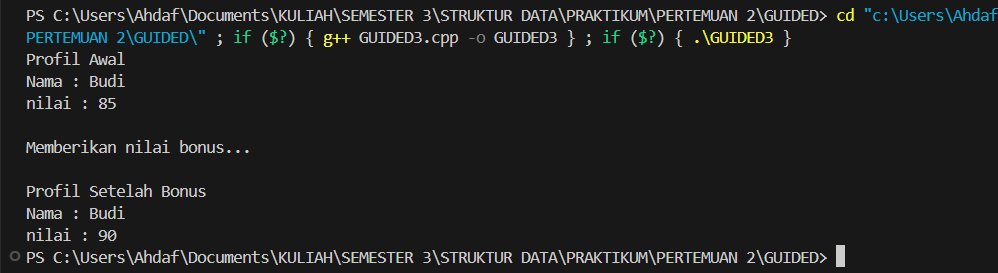 PS C:\Users\Ahdaf\Documents\KULIAH\SEMESTER 3\STRUKTUR DATA\PRAKTIKUM\PERTEMUAN 2\GUIDED> cd "c:\Users\Ahdaf
PERTEMUAN 2\GUIDED\" ; if ($?) { g++ GUIDED3.cpp -o GUIDED3 } ; if ($?) { .\GUIDED3 }
Profil Awal
Nama : Budi
nilai : 85
Memberikan nilai bonus...
Profil Setelah Bonus
Nama : Budi
nilai : 90
PS C:\Users\Ahdaf\Documents\KULIAH\SEMESTER 3\STRUKTUR DATA\PRAKTIKUM\PERTEMUAN 2\GUIDED>